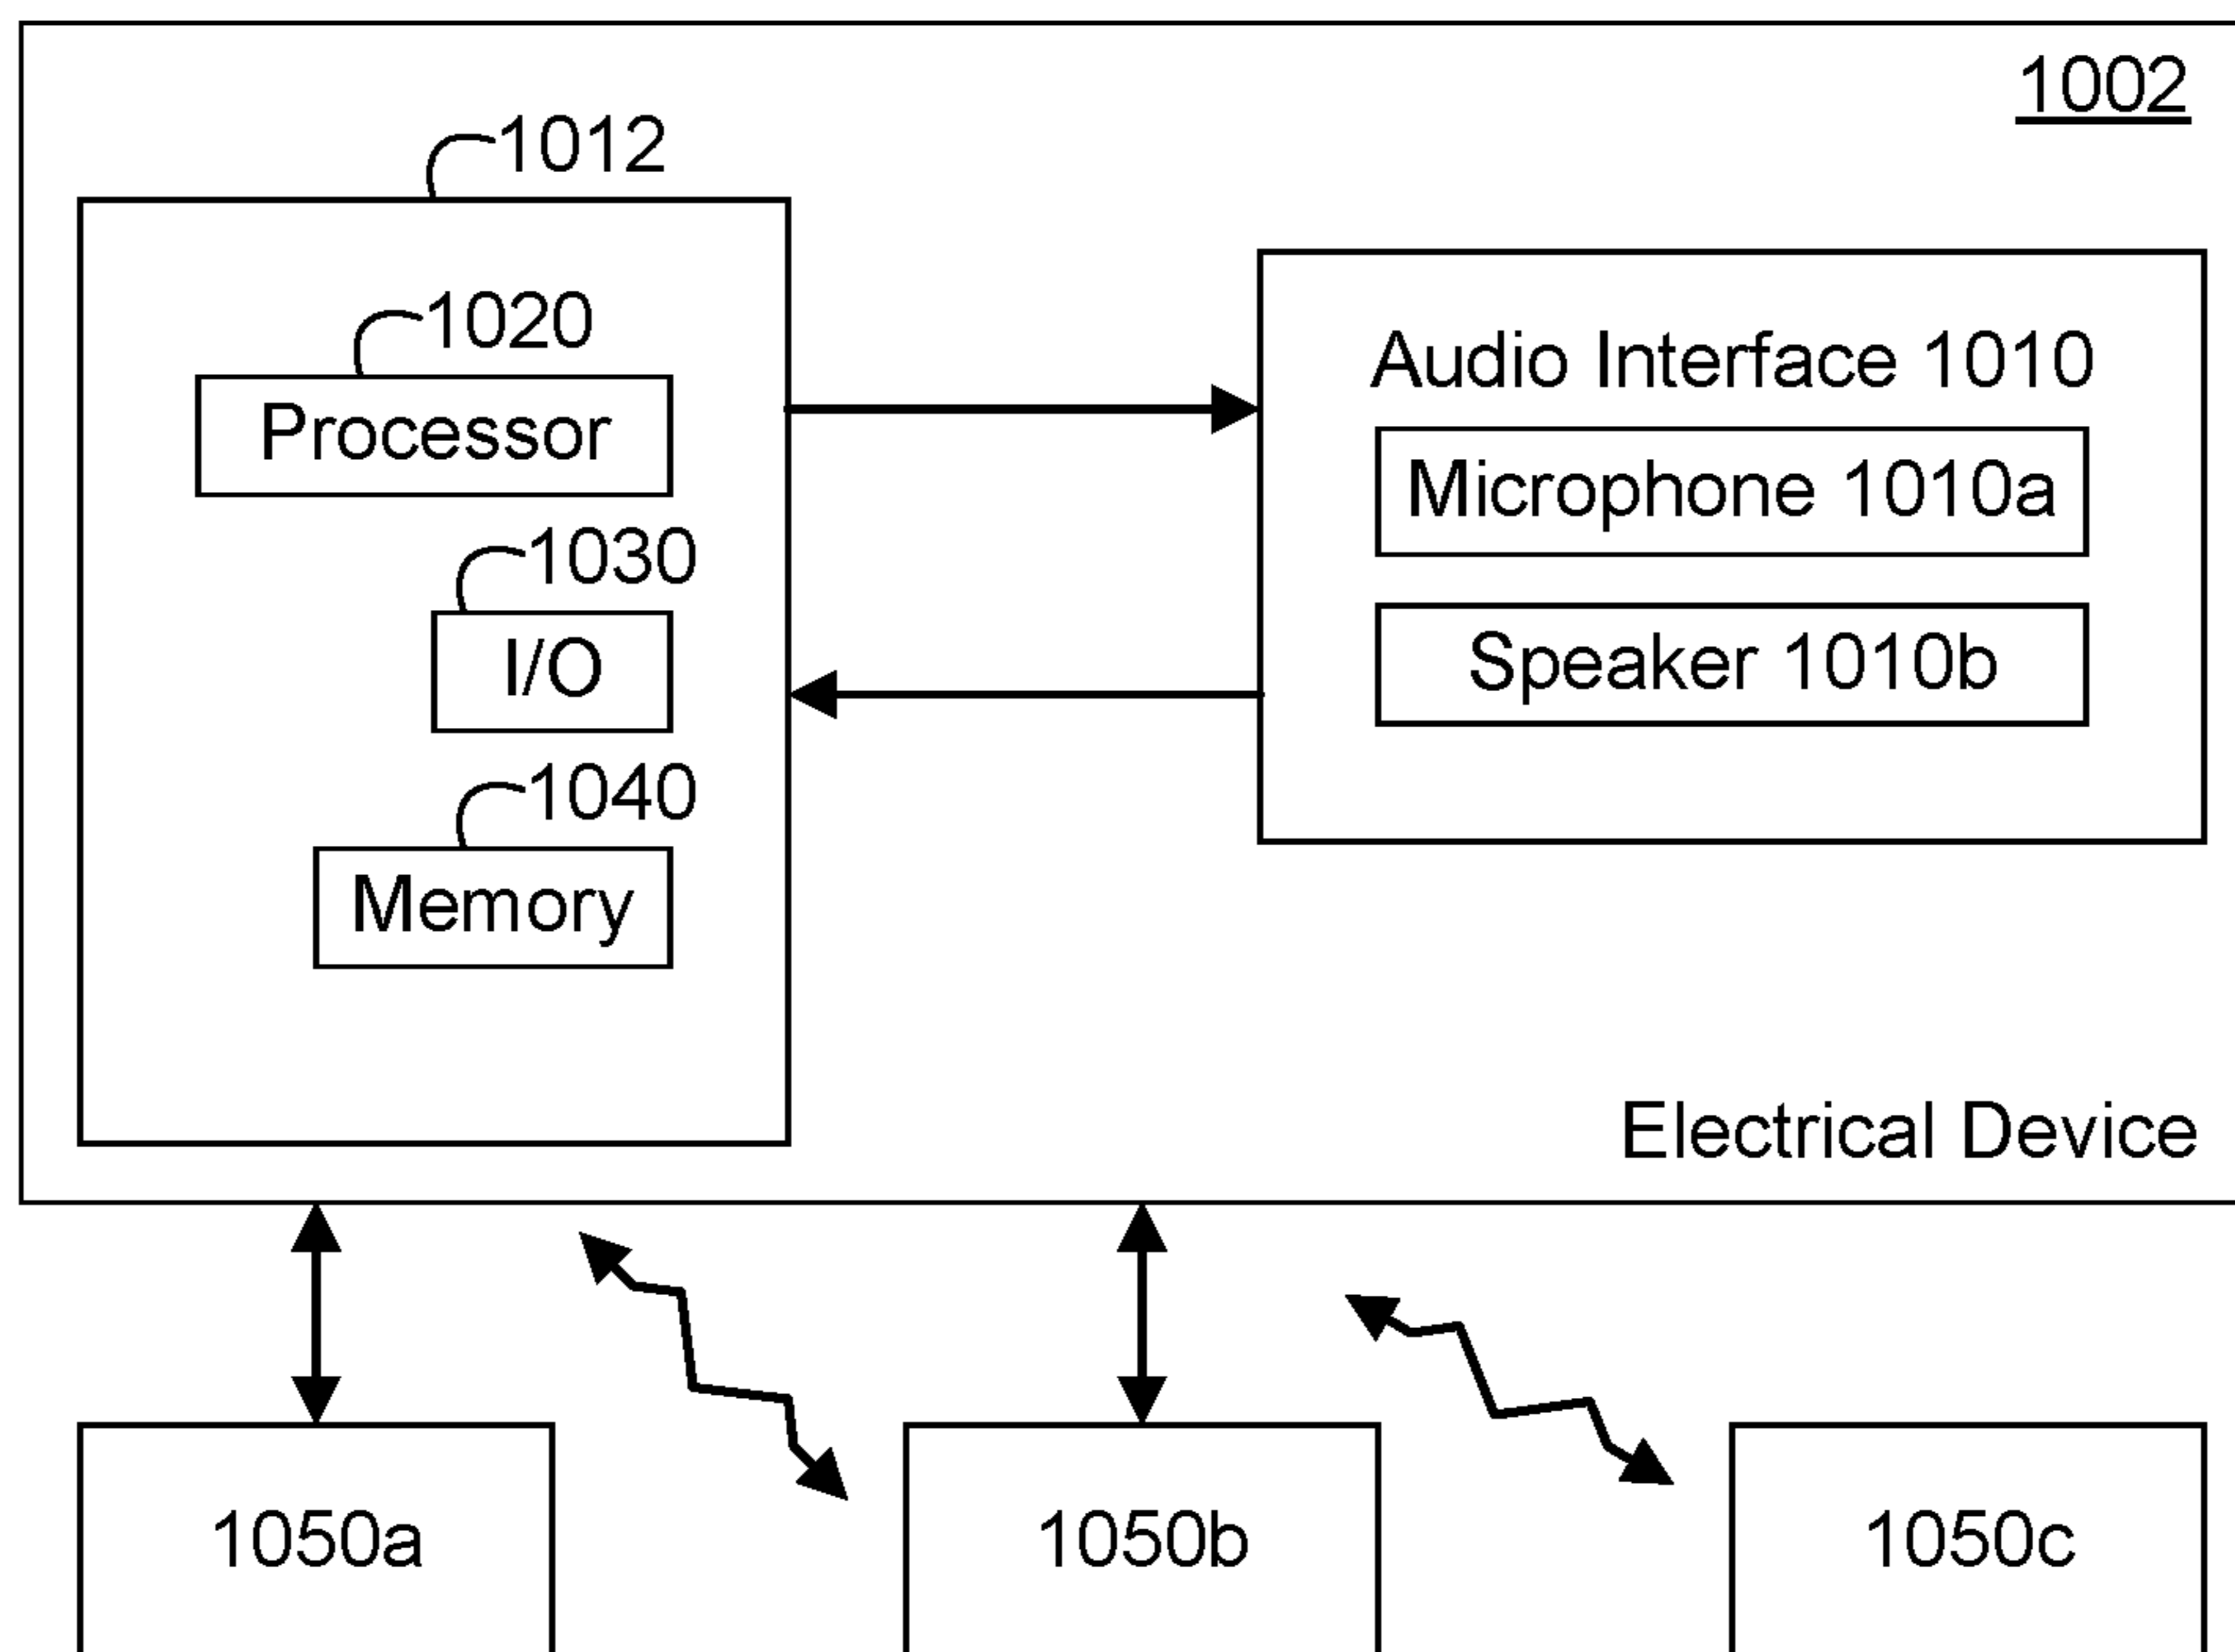 1002
1012
1020
Processor
1030
I/O
1040
Memory
Audio Interface 1010
Microphone 1010a
Speaker 1010b
Electrical Device
1050a
1050b
1050c